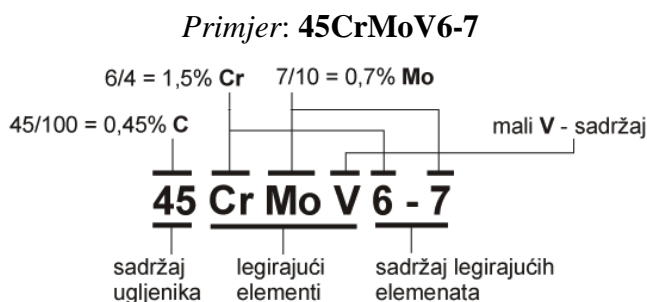 Primjer: 45CrMoV6-7
6/4 = 1,5% Cr 7/10 = 0,7% Mo
45/100 = 0,45% C mali V - sadržaj
45 Cr Mo V 6 - 7
sadržaj legirajući sadržaj legirajućih
ugljenika elementi elemenata